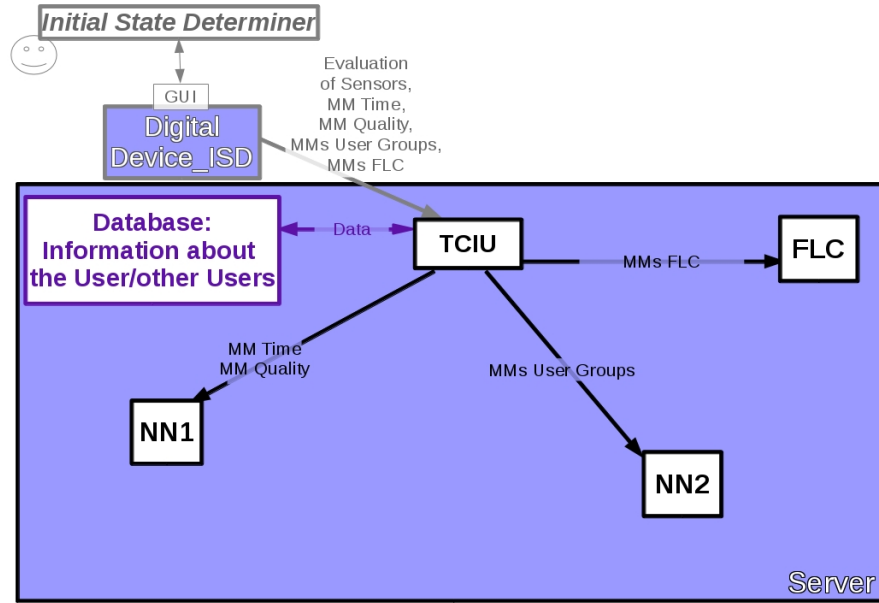 Initial State Determiner
GUI
Digital
Device_ISD
Evaluation
of Sensors,
MM Time,
MM Quality,
MMs User Groups,
MMs FLC
Database:
Information about
the User/other Users
Data
TCIU
MMs FLC
FLC
MM Time
MM Quality
MMs User Groups
NN1
NN2
Server